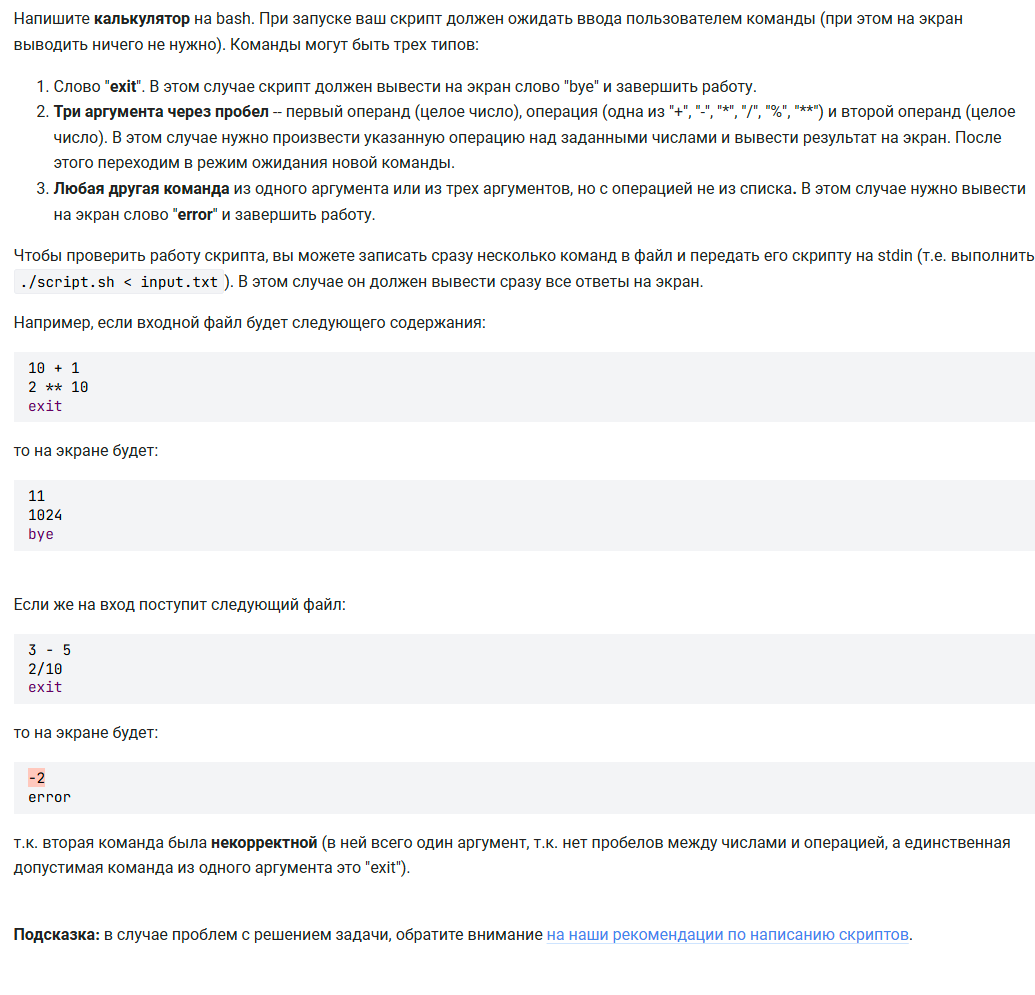 Напишите калькулятор на bash. При запуске ваш скрипт должен ожидать ввода пользователем команды (при этом на экран
выводить ничего не нужно). Команды могут быть трех типов:
1. Слово "exit". В этом случае скрипт должен вывести на экран слово "bye" и завершить работу.
2. Три аргумента через пробел -- первый операнд (целое число), операция (одна из "+", "-", "*", "/", "%", "**") и второй операнд (целое
число). В этом случае нужно произвести указанную операцию над заданными числами и вывести результат на экран. После
этого переходим в режим ожидания новой команды.
3. Любая другая команда из одного аргумента или из трех аргументов, но с операцией не из списка. В этом случае нужно вывести
на экран слово "error" и завершить работу.
Чтобы проверить работу скрипта, вы можете записать сразу несколько команд в файл и передать его скрипту на stdin (т.е. выполнить
./script.sh < input.txt ). В этом случае он должен вывести сразу все ответы на экран.
Например, если входной файл будет следующего содержания:
10 + 1
2 ** 10
exit
то на экране будет:
11
1024
bye
Если же на вход поступит следующий файл:
3 - 5
2/10
exit
то на экране будет:
-2
error
т.к. вторая команда была некорректной (в ней всего один аргумент, т.к. нет пробелов между числами и операцией, а единственная
допустимая команда из одного аргумента это "exit").
Подсказка: в случае проблем с решением задачи, обратите внимание на наши рекомендации по написанию скриптов.